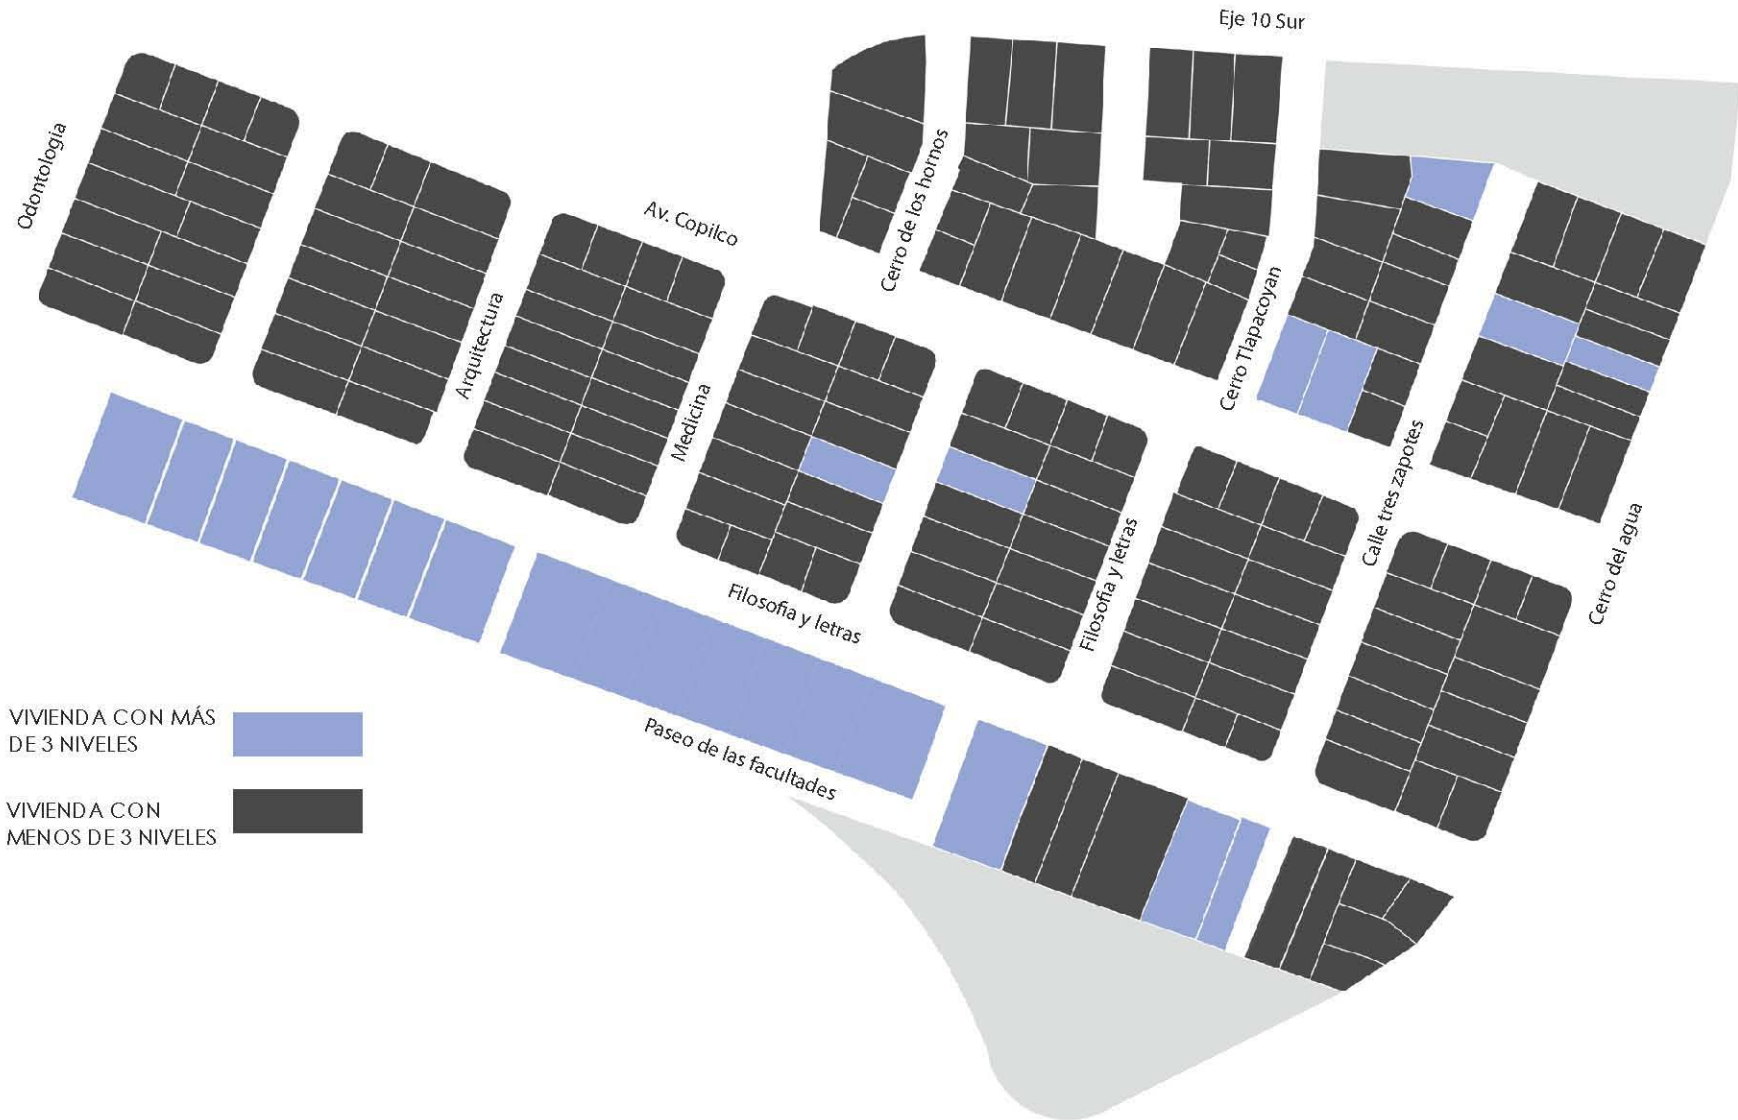 Eje 10 Sur
Odontologia
Av. Copilco
Cerro de los hornos
Arquitectura
Medicina
Cerro Tlapacoyan
Calle tres zapotes
Filosofia y letras
Filosofia y letras
Cerro del agua
Paseo de las facultades
VIVIENDA CON MÁS
DE 3 NIVELES
VIVIENDA CON
MENOS DE 3 NIVELES